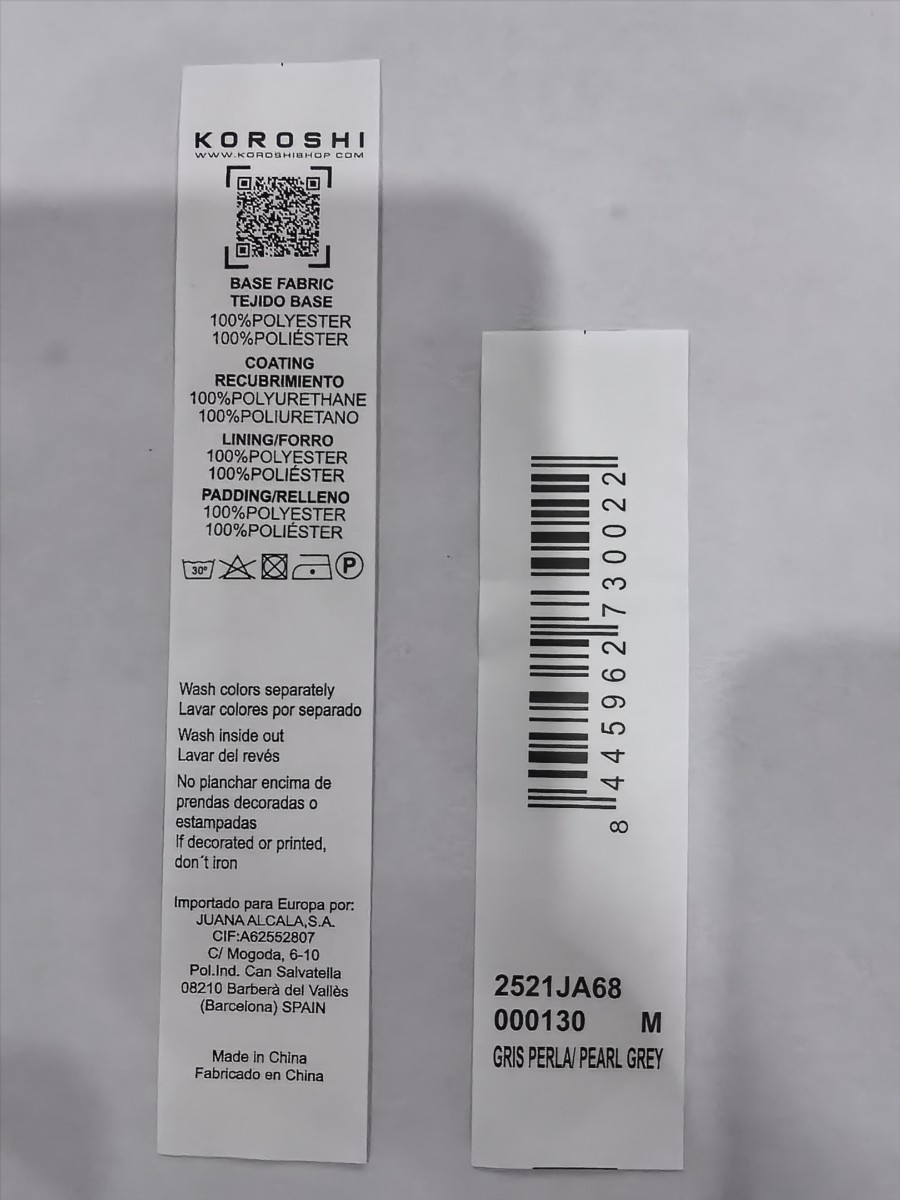 KOROSHI
WWW.KOROSHISHOP.COM
BASE FABRIC
TEJIDO BASE
100%POLYESTER
100%POLIÉSTER
COATING
RECUBRIMIENTO
100%POLYURETHANE
100%POLIURETANO
LINING/FORRO
100%POLYESTER
100%POLIÉSTER
PADDING/RELLENO
100%POLYESTER
100%POLIÉSTER
30° P
Wash colors separately
Lavar colores por separado
Wash inside out
Lavar del revés
No planchar encima de
prendas decoradas o
estampadas
If decorated or printed,
don´t iron
Importado para Europa por:
JUANA ALCALA,S.A.
CIF:A62552807
C/ Mogoda, 6-10
Pol.Ind. Can Salvatella
08210 Barberà del Vallès
(Barcelona) SPAIN
Made in China
Fabricado en China
8 445962 730022
2521JA68
000130 M
GRIS PERLA/ PEARL GREY